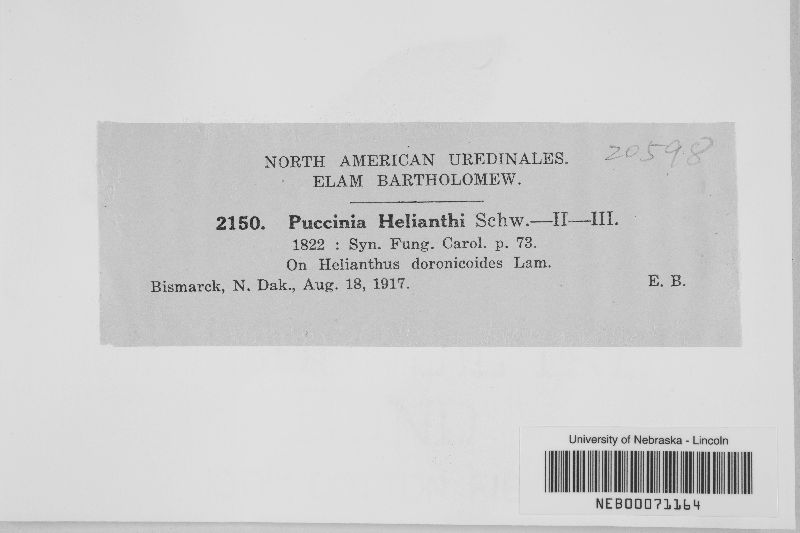 20598
NORTH AMERICAN UREDINALES.
ELAM BARTHOLOMEW.
2150. Puccinia Helianthi Schw.—II—III.
1822 : Syn. Fung. Carol. p. 73.
On Helianthus doronicoides Lam.
Bismarck, N. Dak., Aug. 18, 1917. E. B.
University of Nebraska - Lincoln
NEB00071164